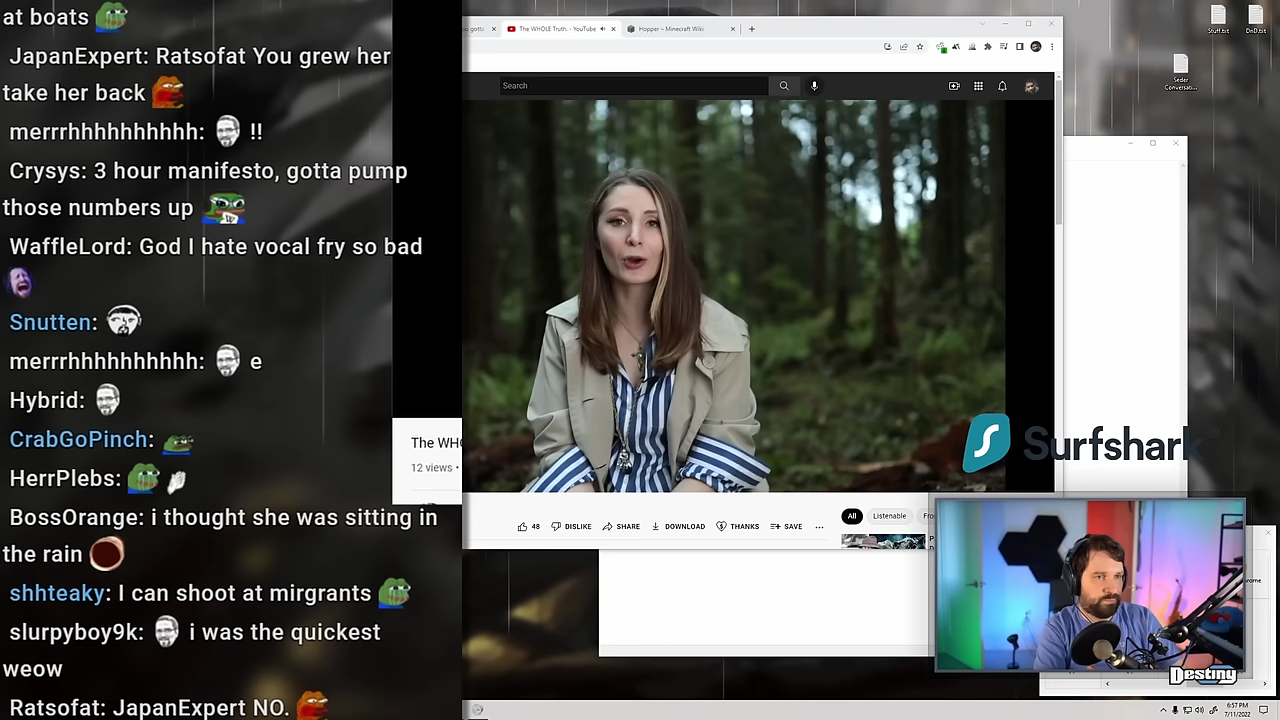 at boats
JapanExpert: Ratsofat You grew her
take her back
merrrhhhhhhhhhh: !!
Crysys: 3 hour manifesto, gotta pump
those numbers up
WaffleLord: God I hate vocal fry so bad
Snutten:
merrrhhhhhhhhhh: e
Hybrid:
CrabGoPinch:
HerrPlebs:
BossOrange: i thought she was sitting in
the rain
shhteaky: I can shoot at mirgrants
slurpyboy9k: i was the quickest
weow
Ratsofat: JapanExpert NO.
The WHOLE Truth. - YouTube
Hopper – Minecraft Wiki
Search
The WHO
12 views •
48
DISLIKE
SHARE
DOWNLOAD
THANKS
SAVE
All
Listenable
Surfshark
Destiny
Stuff.txt
DnD.txt
Seder
Conversati...
6:57 PM
7/11/2022